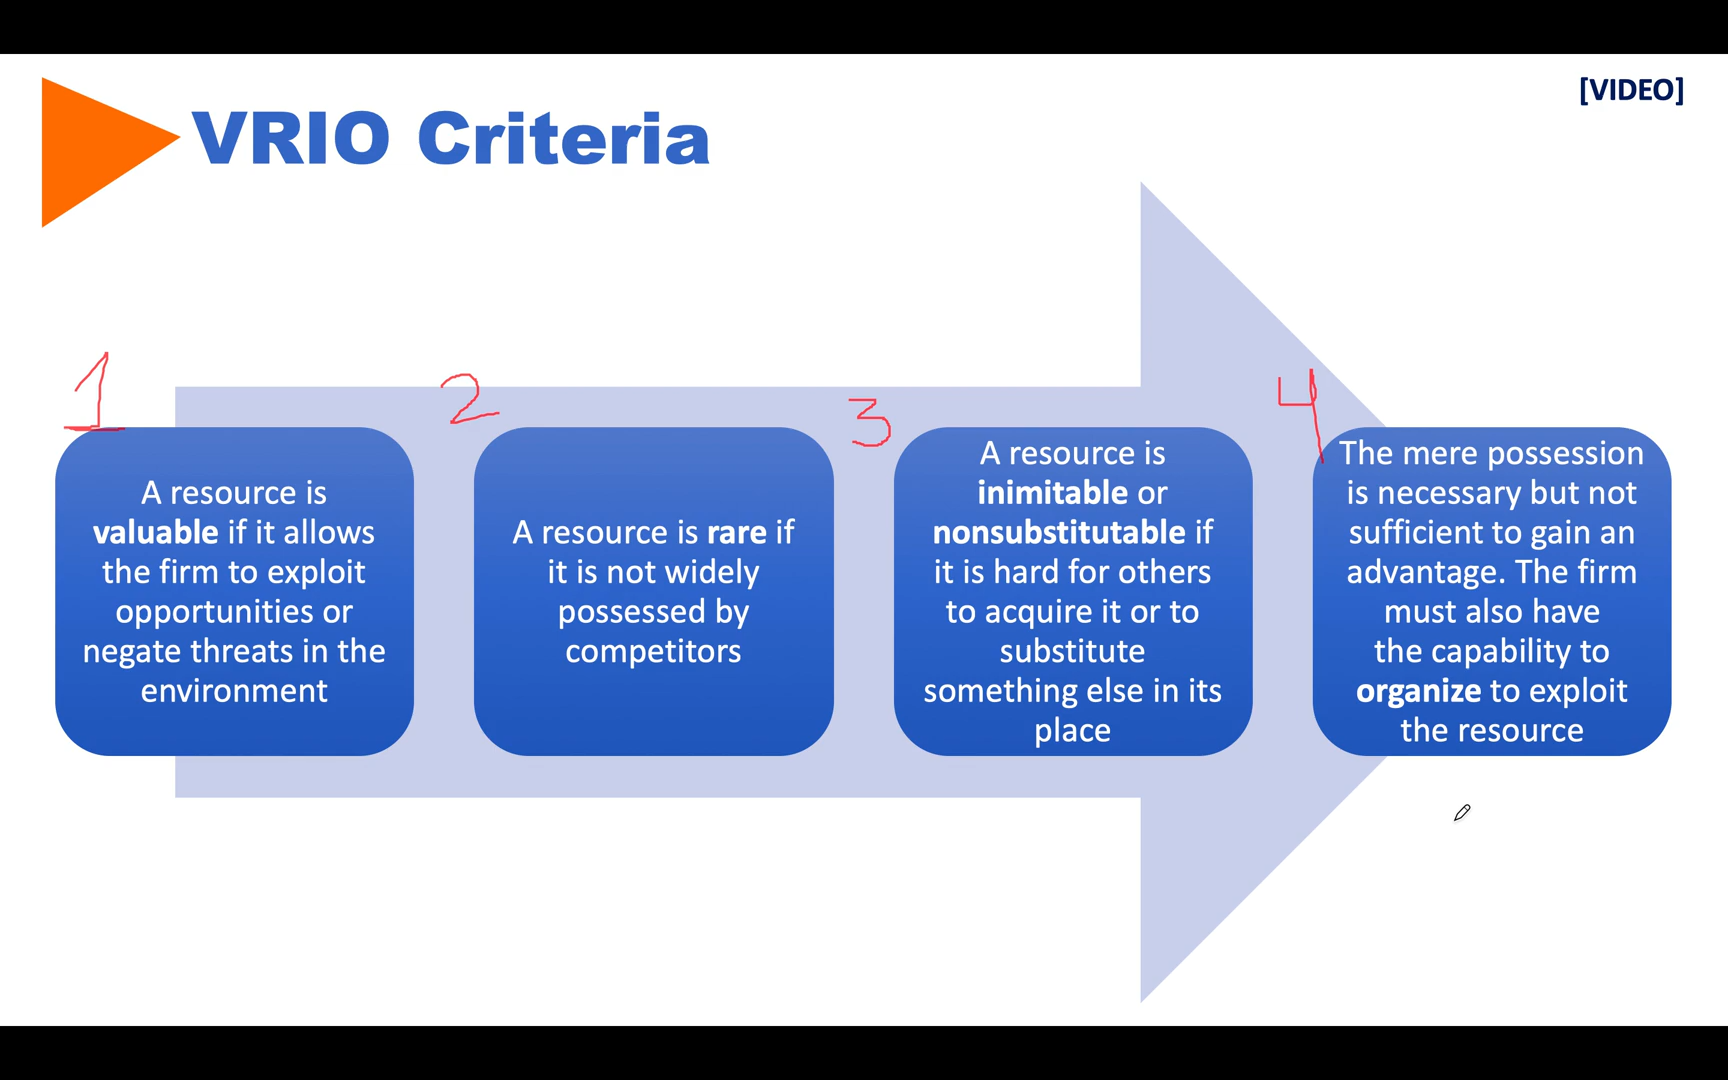 [VIDEO]
VRIO Criteria
1
A resource is
valuable if it allows
the firm to exploit
opportunities or
negate threats in the
environment
2
A resource is rare if
it is not widely
possessed by
competitors
3
A resource is
inimitable or
nonsubstitutable if
it is hard for others
to acquire it or to
substitute
something else in its
place
4
The mere possession
is necessary but not
sufficient to gain an
advantage. The firm
must also have
the capability to
organize to exploit
the resource